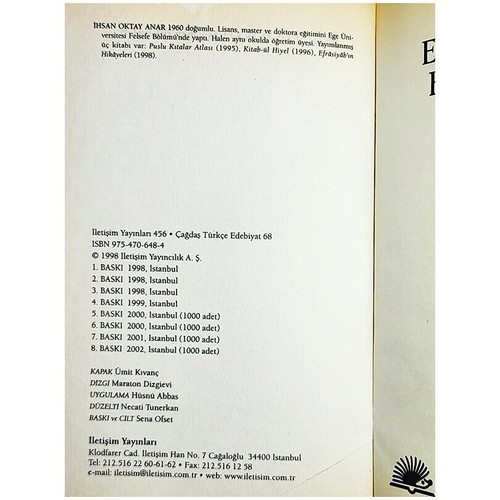 İHSAN OKTAY ANAR 1960 doğumlu. Lisans, master ve doktora eğitimini Ege Üni-
versitesi Felsefe Bölümü'nde yaptı. Halen aynı okulda öğretim üyesi. Yayımlanmış
üç kitabı var: Puslu Kıtalar Atlası (1995), Kitab-ül Hiyel (1996), Efrâsiyâb'ın
Hikâyeleri (1998).
İletişim Yayınları 456 • Çağdaş Türkçe Edebiyat 68
ISBN 975-470-648-4
© 1998 İletişim Yayıncılık A. Ş.
1. BASKI 1998, İstanbul
2. BASKI 1998, İstanbul
3. BASKI 1998, İstanbul
4. BASKI 1999, İstanbul
5. BASKI 2000, İstanbul (1000 adet)
6. BASKI 2000, İstanbul (1000 adet)
7. BASKI 2001, İstanbul (1000 adet)
8. BASKI 2002, İstanbul (1000 adet)
KAPAK Ümit Kıvanç
DİZGİ Maraton Dizgievi
UYGULAMA Hüsnü Abbas
DÜZELTİ Necati Tunerkan
BASKI ve CİLT Sena Ofset
İletişim Yayınları
Klodfarer Cad. İletişim Han No. 7 Cağaloğlu 34400 İstanbul
Tel: 212.516 22 60-61-62 • Fax: 212.516 12 58
e-mail: iletisim@iletisim.com.tr • web: www.iletisim.com.tr